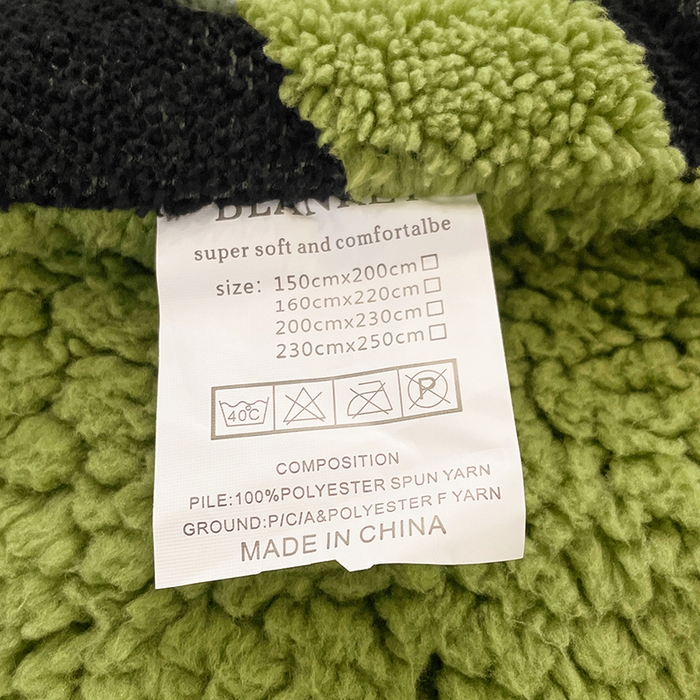 BLANKET
super soft and comfortalbe
size: 150cmx200cm
160cmx220cm
200cmx230cm
230cmx250cm
40℃ P
COMPOSITION
PILE:100%POLYESTER SPUN YARN
GROUND:P/C/A&POLYESTER F YARN
MADE IN CHINA